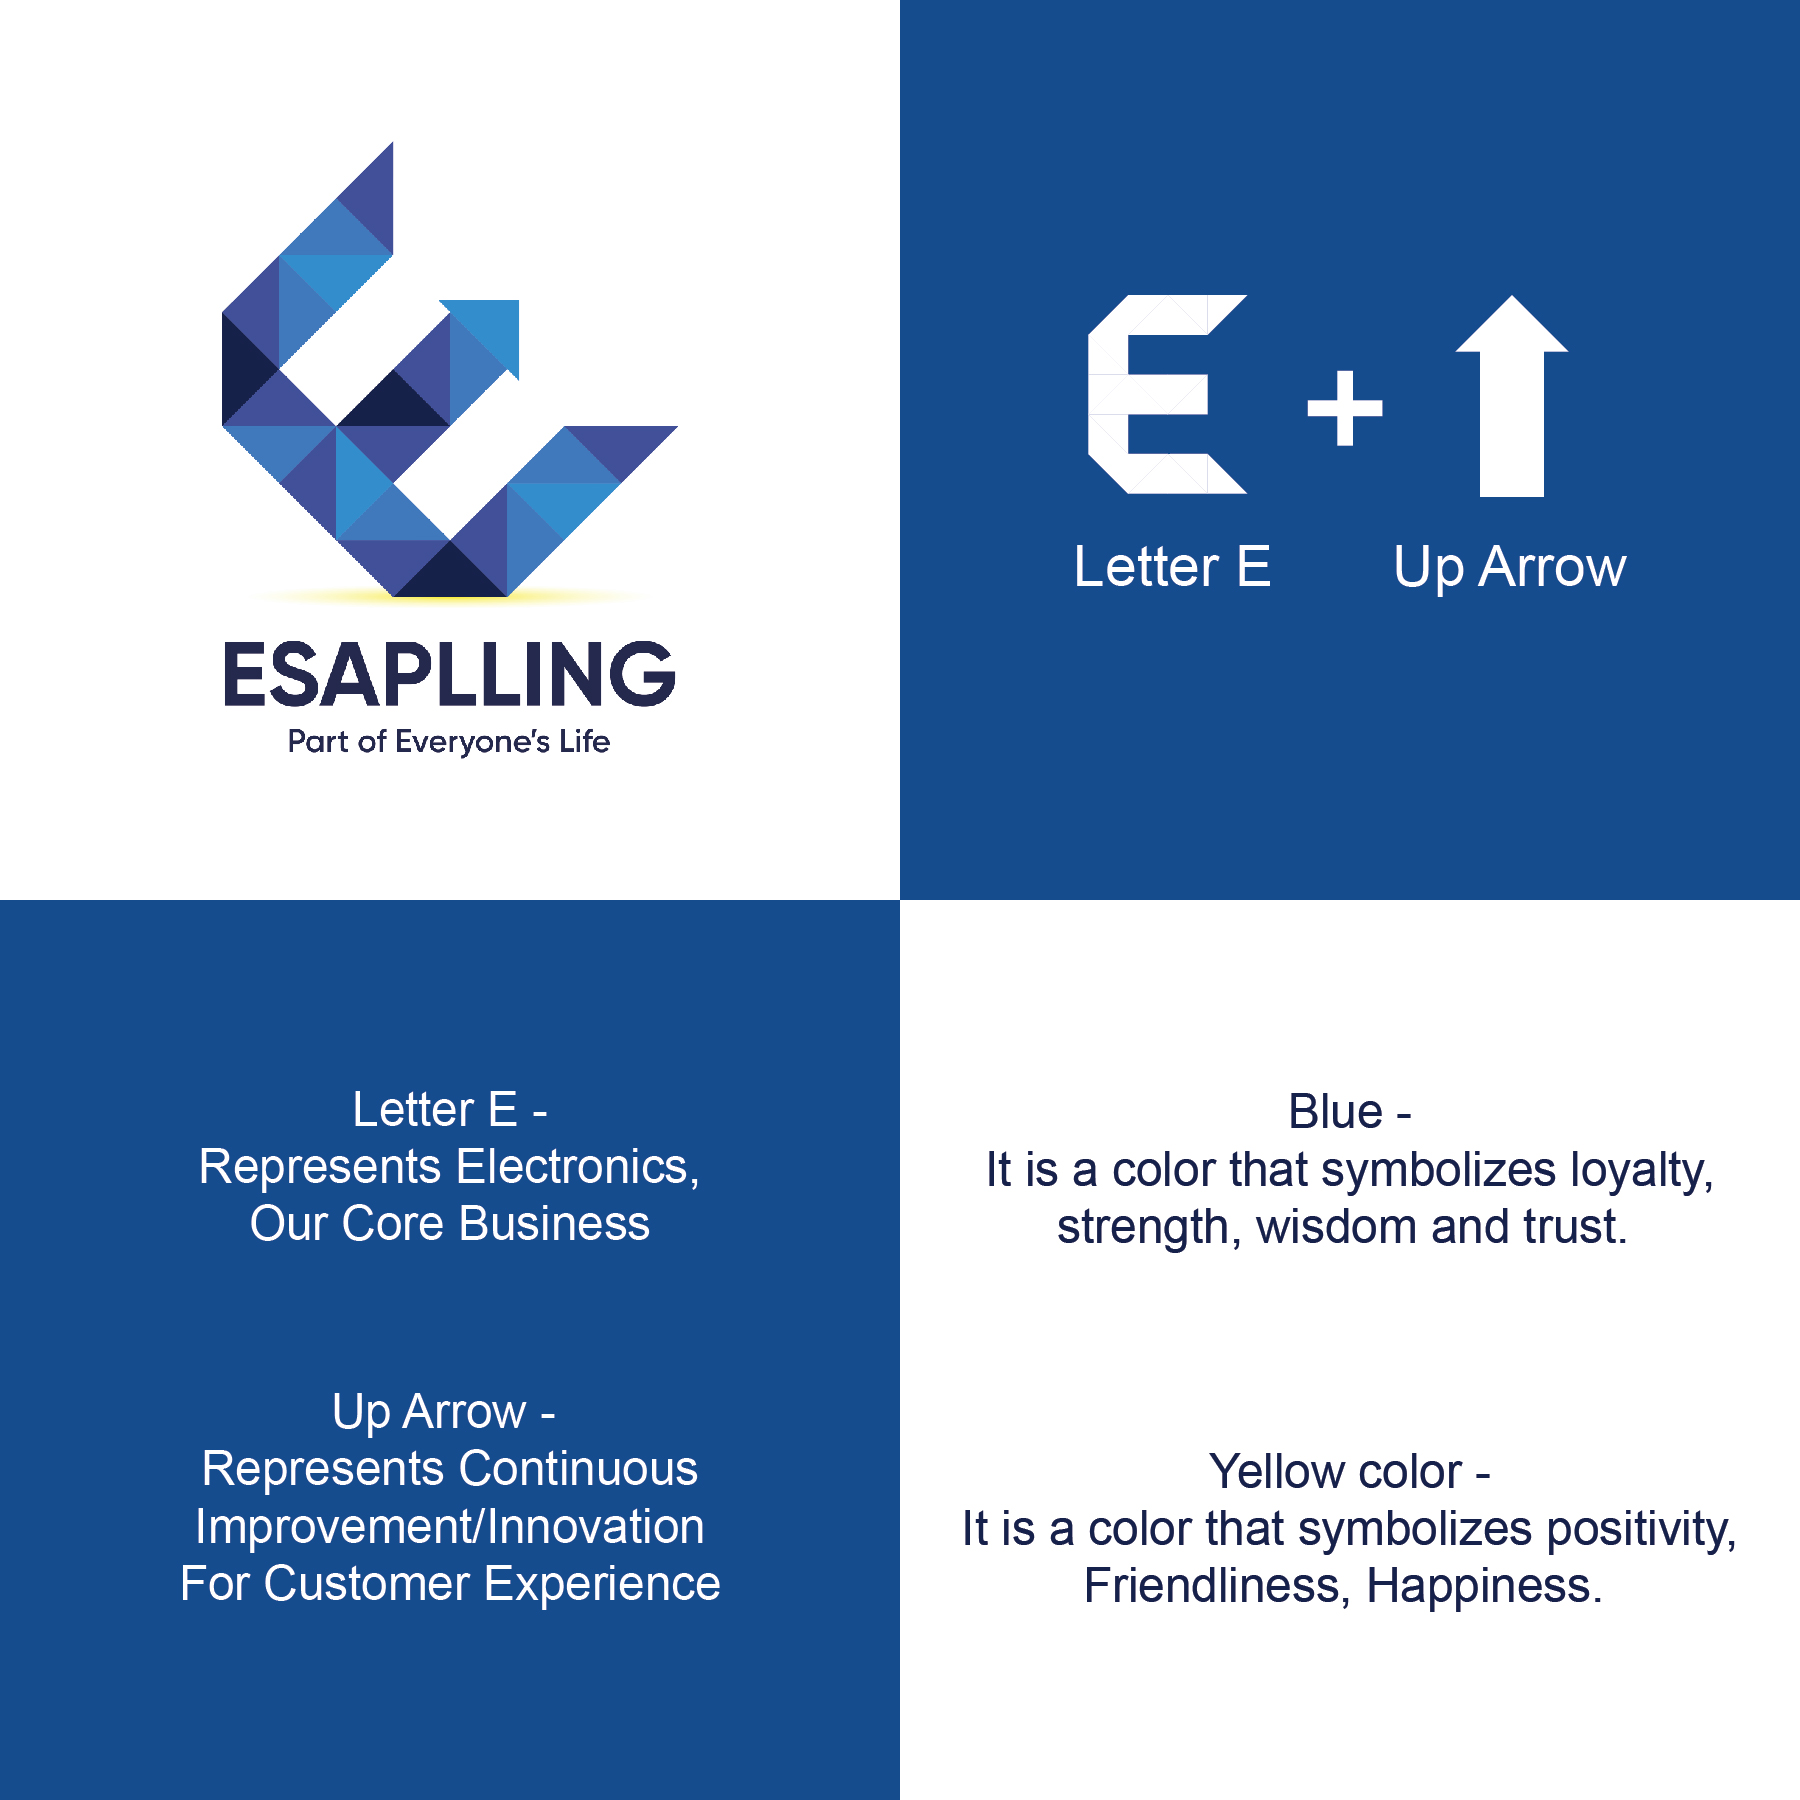 ESAPLLING
Part of Everyone's Life
E + 
Letter E
Up Arrow
Letter E -
Represents Electronics,
Our Core Business
Up Arrow -
Represents Continuous
Improvement/Innovation
For Customer Experience
Blue -
It is a color that symbolizes loyalty,
strength, wisdom and trust.
Yellow color -
It is a color that symbolizes positivity,
Friendliness, Happiness.